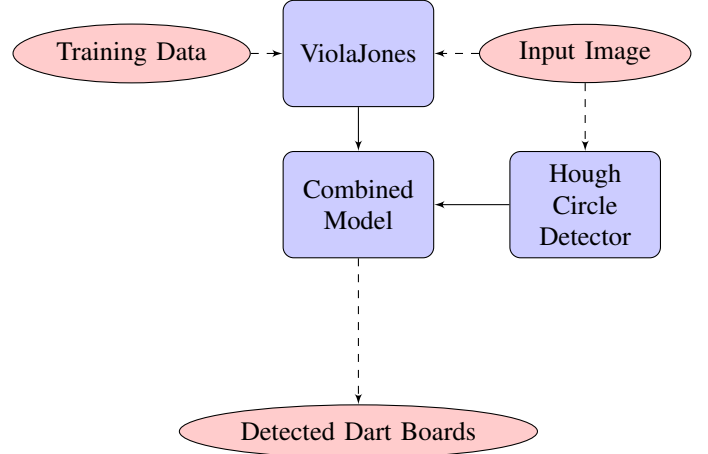 Training Data
ViolaJones
Input Image
Combined
Model
Hough
Circle
Detector
Detected Dart Boards